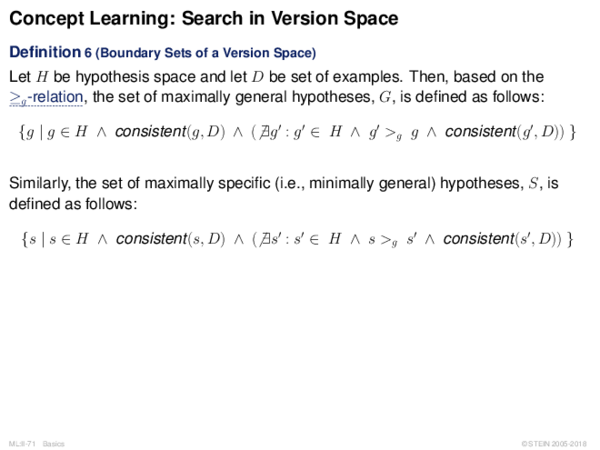 Concept Learning: Search in Version Space
Definition 6 (Boundary Sets of a Version Space)
Let H be hypothesis space and let D be set of examples. Then, based on the
≥g-relation, the set of maximally general hypotheses, G, is defined as follows:
{g | g ∈ H ∧ consistent(g, D) ∧ (∄g′ : g′ ∈ H ∧ g′ >g g ∧ consistent(g′, D)) }
Similarly, the set of maximally specific (i.e., minimally general) hypotheses, S, is
defined as follows:
{s | s ∈ H ∧ consistent(s, D) ∧ (∄s′ : s′ ∈ H ∧ s >g s′ ∧ consistent(s′, D)) }
ML:II-71 Basics ©STEIN 2005-2018